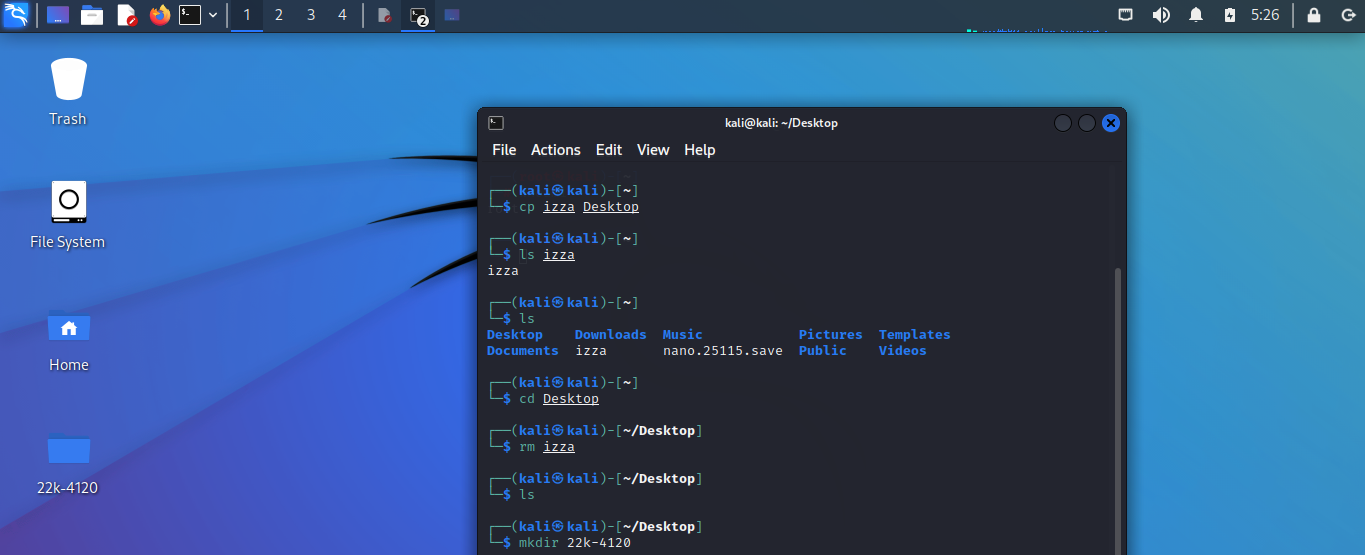 1 2 3 4 2 5:26
Trash
File System
Home
22k-4120
kali@kali: ~/Desktop
File Actions Edit View Help
┌──(kali㉿kali)-[~]
└─$ cp izza Desktop
┌──(kali㉿kali)-[~]
└─$ ls izza
izza
┌──(kali㉿kali)-[~]
└─$ ls
Desktop Downloads Music Pictures Templates
Documents izza nano.25115.save Public Videos
┌──(kali㉿kali)-[~]
└─$ cd Desktop
┌──(kali㉿kali)-[~/Desktop]
└─$ rm izza
┌──(kali㉿kali)-[~/Desktop]
└─$ ls
┌──(kali㉿kali)-[~/Desktop]
└─$ mkdir 22k-4120